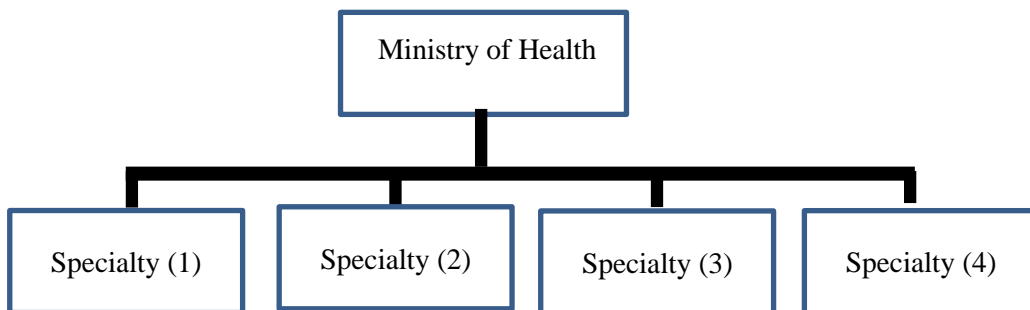 Ministry of Health
Specialty (1)
Specialty (2)
Specialty (3)
Specialty (4)